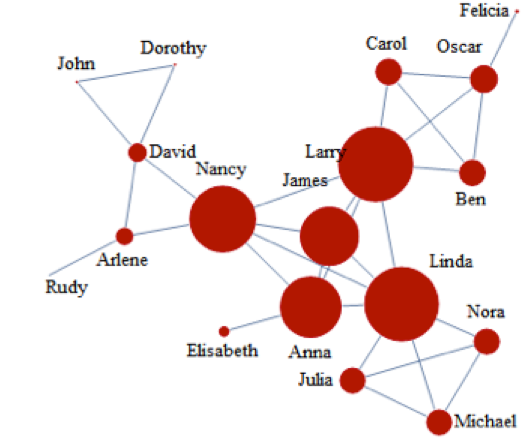 Felicia
Carol
Oscar
Dorothy
John
David
Larry
Nancy
James
Ben
Arlene
Linda
Rudy
Nora
Elisabeth
Anna
Julia
Michael